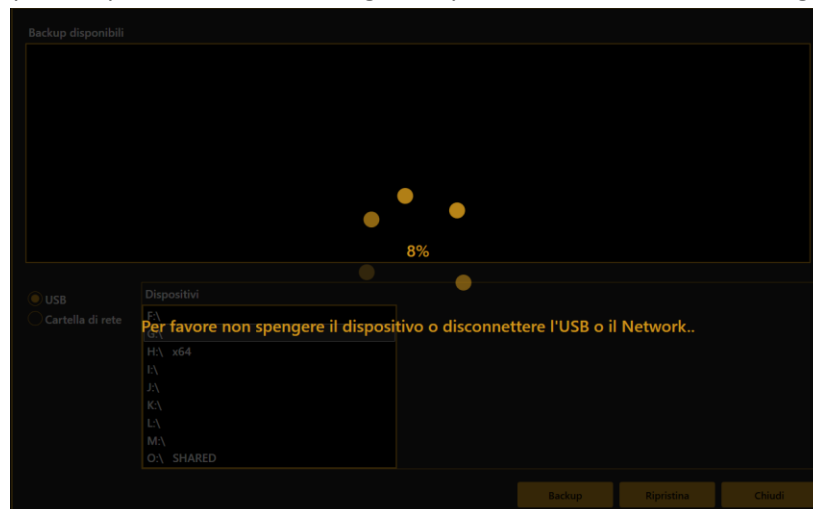 Backup disponibili
8%
USB
Cartella di rete
Dispositivi
F:\
Per favore non spengere il dispositivo o disconnettere l'USB o il Network..
G:\
H:\ x64
I:\
J:\
K:\
L:\
M:\
O:\ SHARED
Backup
Ripristina
Chiudi